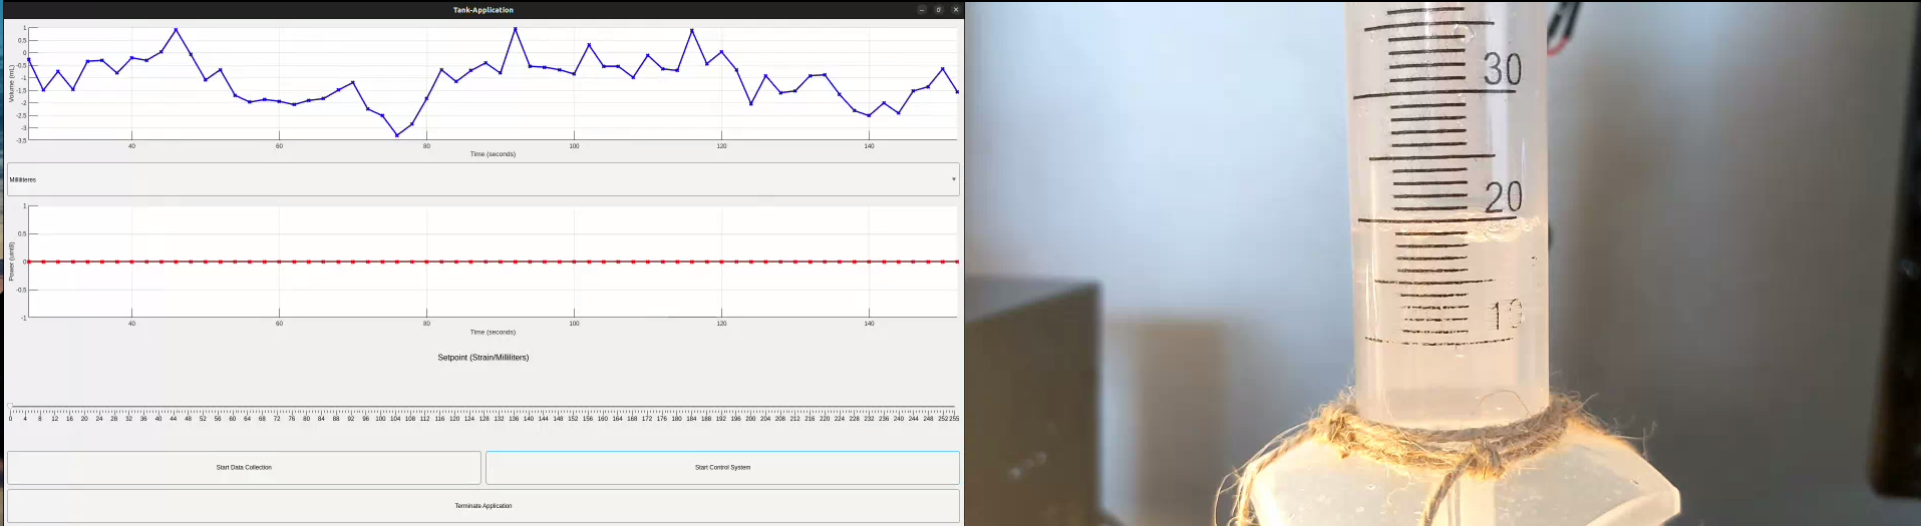 Tank-Application
1
0.5
0
-0.5
-1
-1.5
-2
-2.5
-3
-3.5
Volume (mL)
40 60 80 100 120 140
Time (seconds)
Milliliteres
1
0.5
0
-0.5
-1
Power (uint8)
40 60 80 100 120 140
Time (seconds)
Setpoint (Strain/Milliliters)
0 4 8 12 16 20 24 28 32 36 40 44 48 52 56 60 64 68 72 76 80 84 88 92 96 100 104 108 112 116 120 124 128 132 136 140 144 148 152 156 160 164 168 172 176 180 184 188 192 196 200 204 208 212 216 220 224 228 232 236 240 244 248 252 255
Start Data Collection Start Control System
Terminate Application
30
20
10